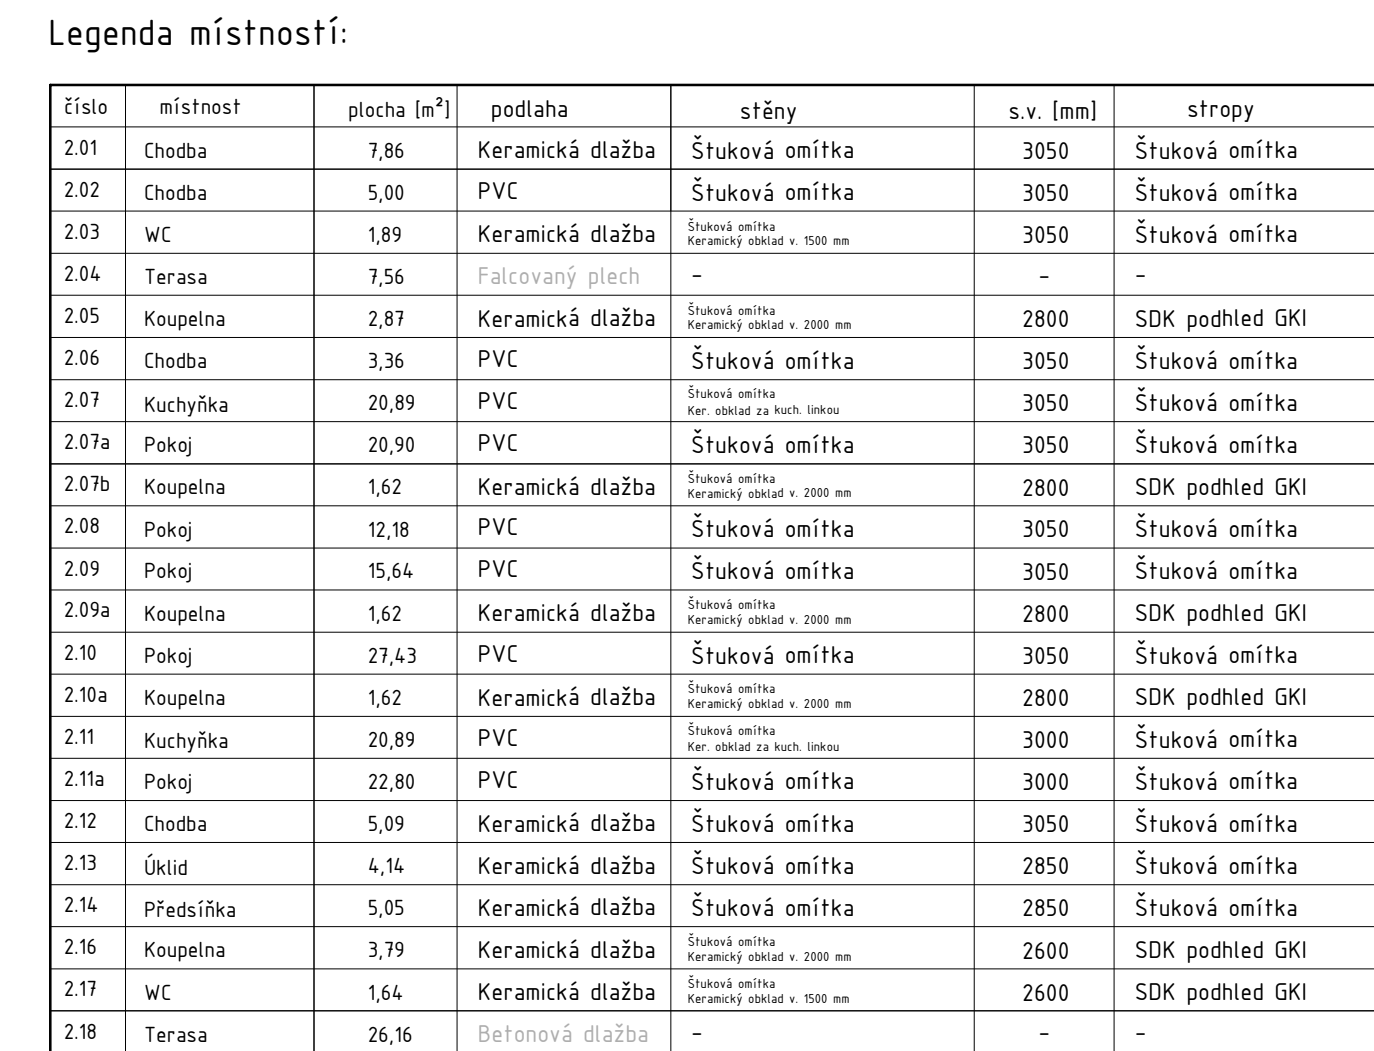 Legenda místností:
číslo místnost plocha [m²] podlaha stěny s.v. [mm] stropy
2.01 Chodba 7,86 Keramická dlažba Štuková omítka 3050 Štuková omítka
2.02 Chodba 5,00 PVC Štuková omítka 3050 Štuková omítka
2.03 WC 1,89 Keramická dlažba Štuková omítka
Keramický obklad v. 1500 mm 3050 Štuková omítka
2.04 Terasa 7,56 Falcovaný plech - - -
2.05 Koupelna 2,87 Keramická dlažba Štuková omítka
Keramický obklad v. 2000 mm 2800 SDK podhled GKI
2.06 Chodba 3,36 PVC Štuková omítka 3050 Štuková omítka
2.07 Kuchyňka 20,89 PVC Štuková omítka
Ker. obklad za kuch. linkou 3050 Štuková omítka
2.07a Pokoj 20,90 PVC Štuková omítka 3050 Štuková omítka
2.07b Koupelna 1,62 Keramická dlažba Štuková omítka
Keramický obklad v. 2000 mm 2800 SDK podhled GKI
2.08 Pokoj 12,18 PVC Štuková omítka 3050 Štuková omítka
2.09 Pokoj 15,64 PVC Štuková omítka 3050 Štuková omítka
2.09a Koupelna 1,62 Keramická dlažba Štuková omítka
Keramický obklad v. 2000 mm 2800 SDK podhled GKI
2.10 Pokoj 27,43 PVC Štuková omítka 3050 Štuková omítka
2.10a Koupelna 1,62 Keramická dlažba Štuková omítka
Keramický obklad v. 2000 mm 2800 SDK podhled GKI
2.11 Kuchyňka 20,89 PVC Štuková omítka
Ker. obklad za kuch. linkou 3000 Štuková omítka
2.11a Pokoj 22,80 PVC Štuková omítka 3000 Štuková omítka
2.12 Chodba 5,09 Keramická dlažba Štuková omítka 3050 Štuková omítka
2.13 Úklid 4,14 Keramická dlažba Štuková omítka 2850 Štuková omítka
2.14 Předsíňka 5,05 Keramická dlažba Štuková omítka 2850 Štuková omítka
2.16 Koupelna 3,79 Keramická dlažba Štuková omítka
Keramický obklad v. 2000 mm 2600 SDK podhled GKI
2.17 WC 1,64 Keramická dlažba Štuková omítka
Keramický obklad v. 1500 mm 2600 SDK podhled GKI
2.18 Terasa 26,16 Betonová dlažba - - -